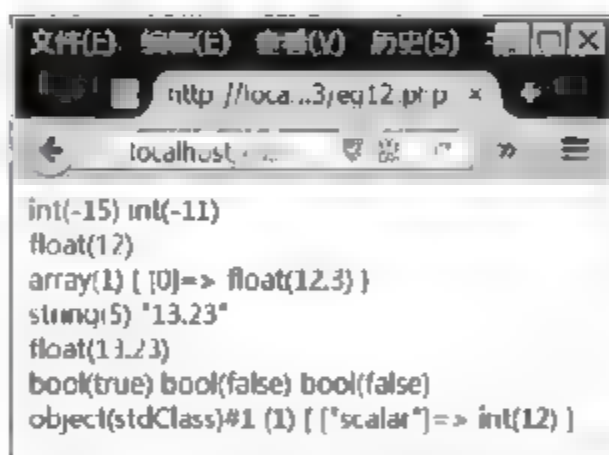 文件(E) 编辑(E) 查看(V) 历史(S)
http://loca...3/eg12.php ×
localhost
int(-15) int(-11)
float(12)
array(1) { [0]=> float(12.3) }
string(5) "13.23"
float(13.23)
bool(true) bool(false) bool(false)
object(stdClass)#1 (1) { ["scalar"]=> int(12) }